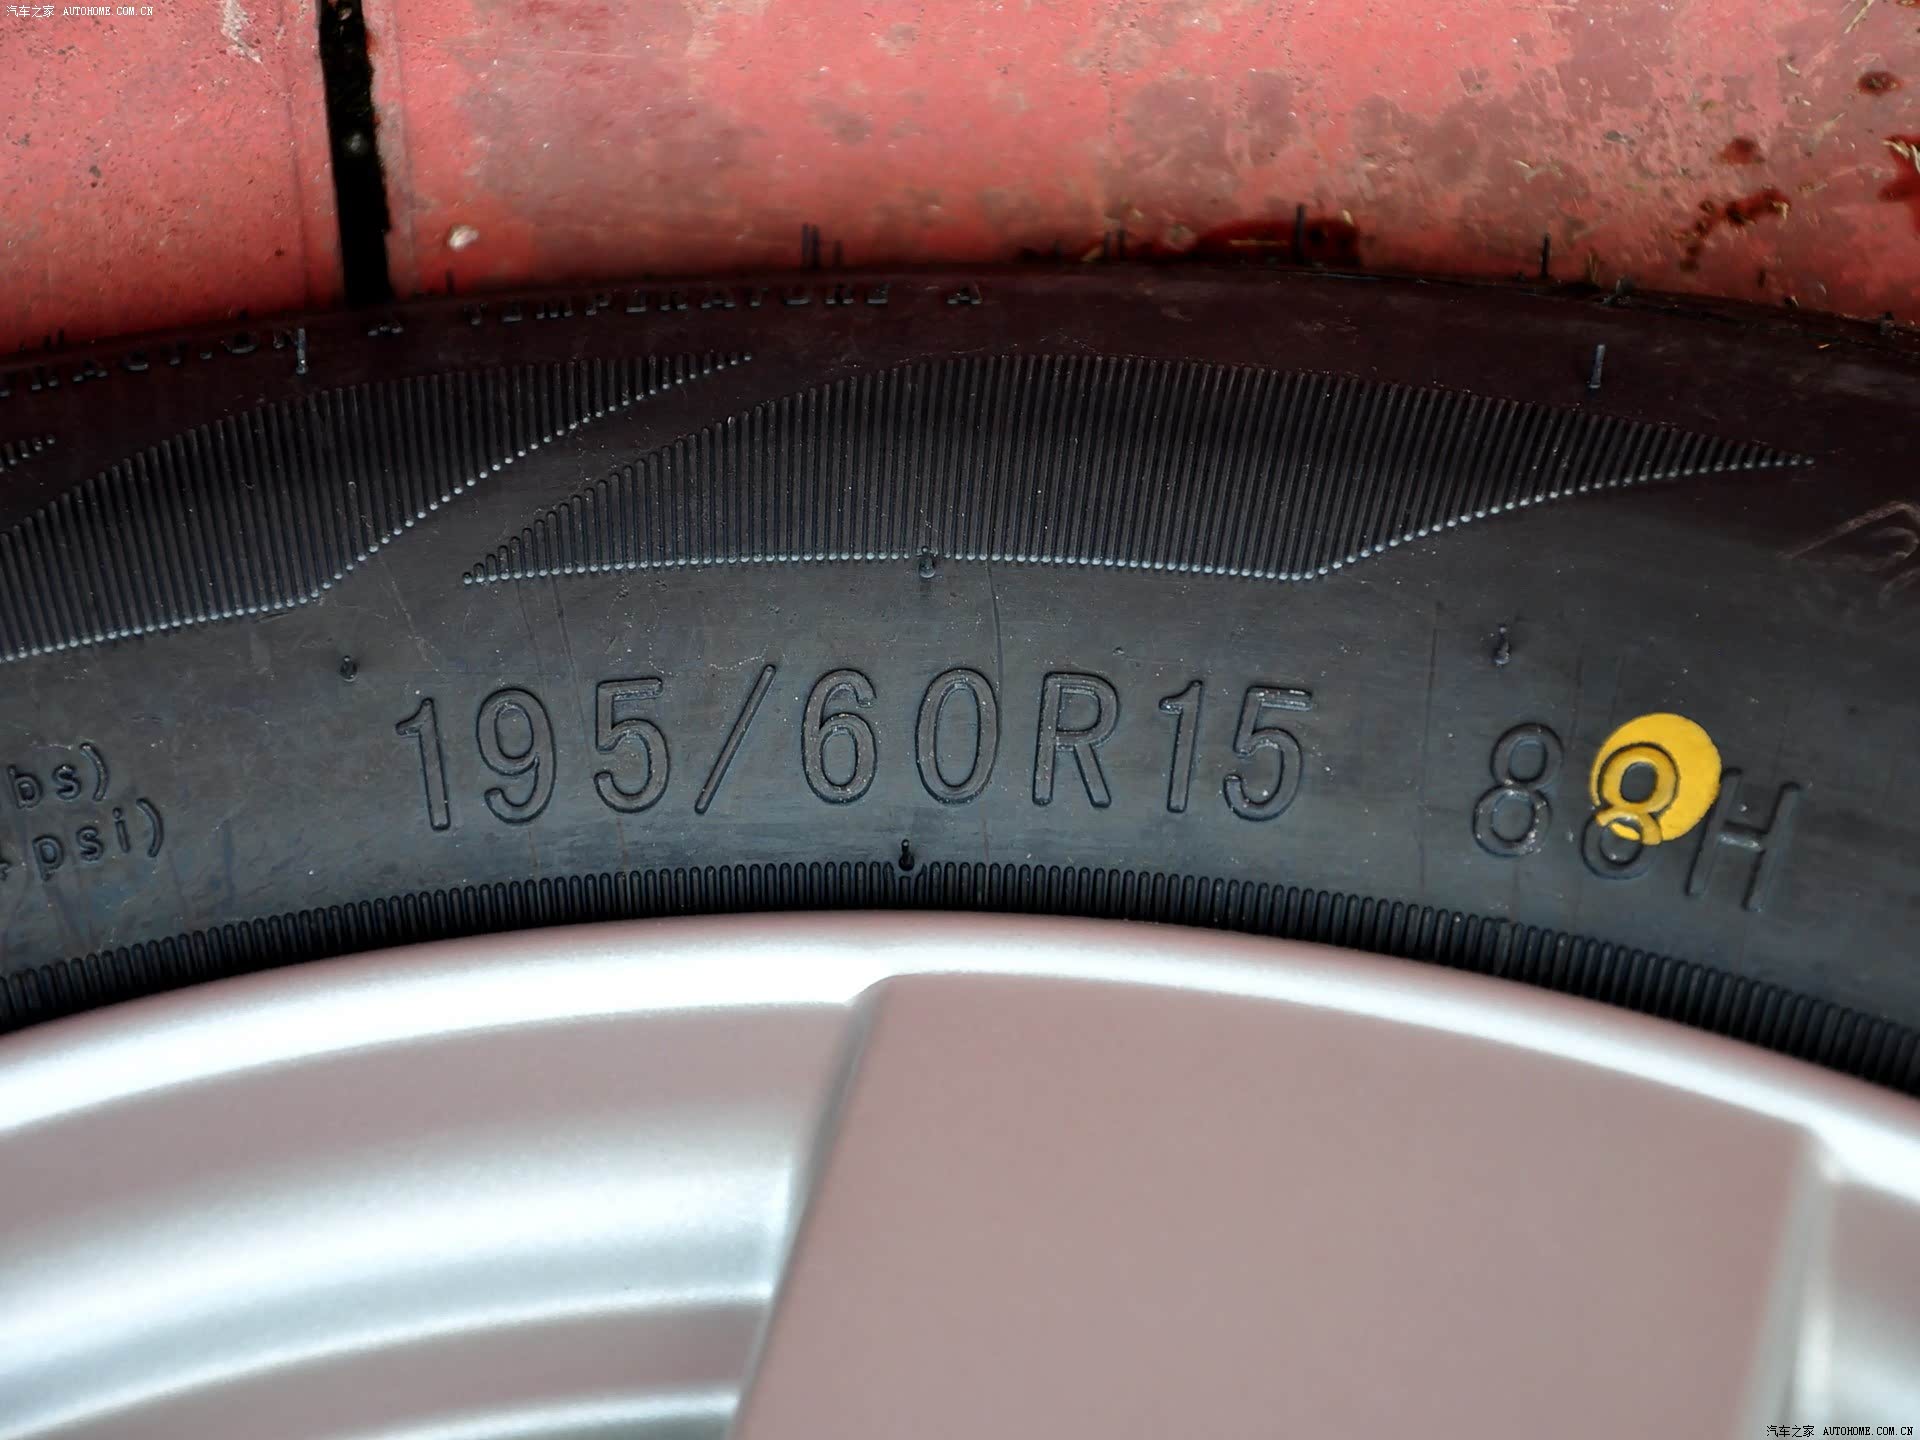 汽车之家 AUTOHOME.COM.CN
TRACTION A TEMPERATURE A
195/60R15 88H
bs)
psi)
汽车之家 AUTOHOME.COM.CN